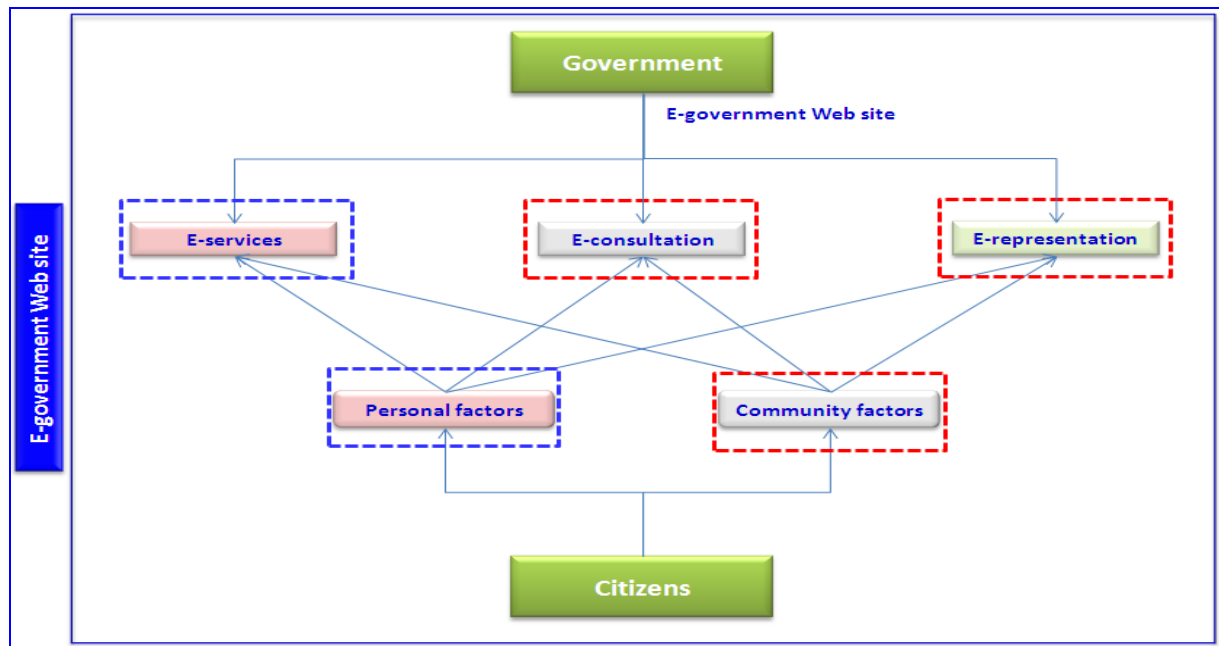 Government
E-government Web site
E-government Web site
E-services
E-consultation
E-representation
Personal factors
Community factors
Citizens